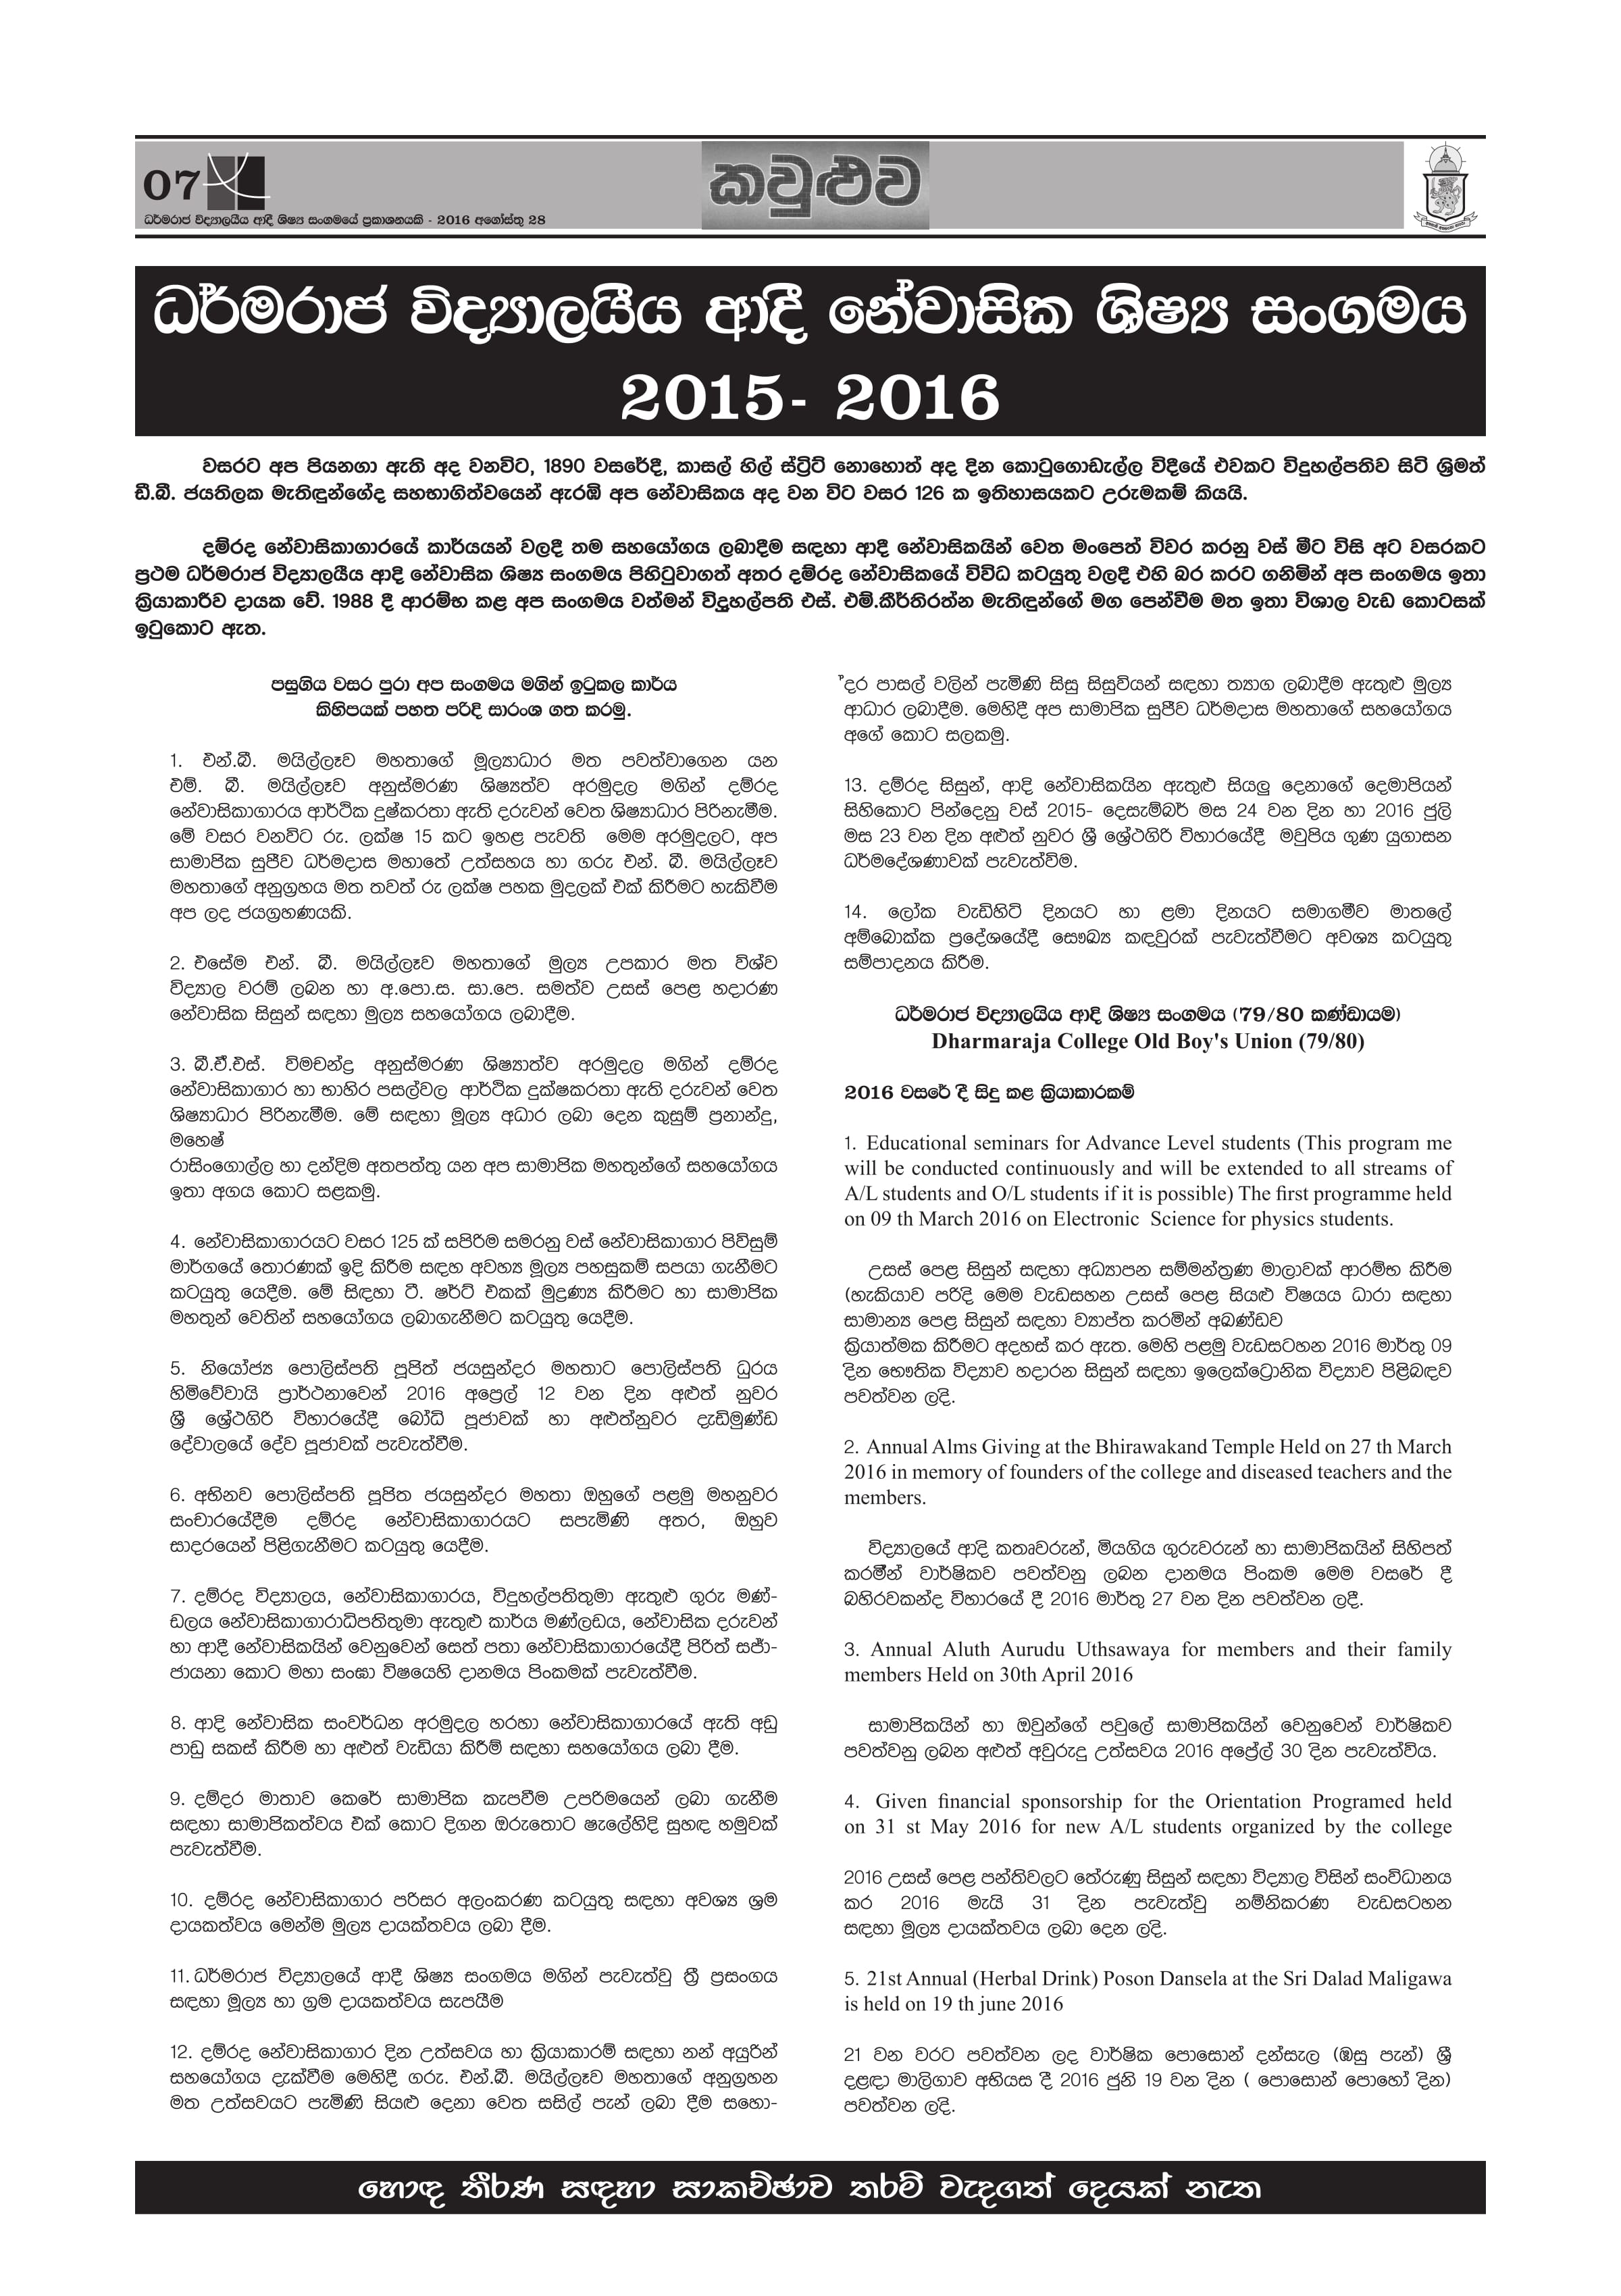 07
කවුළුව
ධර්මරාජ විද්‍යාලයීය ආදී ශිෂ්‍ය සංගමයේ ප්‍රකාශනයකි - 2016 අගෝස්තු 28
ධර්මරාජ විද්‍යාලයීය ආදී නේවාසික ශිෂ්‍ය සංගමය
2015- 2016
වසරට අප පියනගා ඇති අද වනවිට, 1890 වසරේදී, කාසල් හිල් ස්ට්‍රීට් නොහොත් අද දින කොටුගොඩැල්ල විදීයේ එවකට විදුහල්පතිව සිටි ශ්‍රිමත්
ඩී.බී. ජයතිලක මැතිඳුන්ගේද සහභාගිත්වයෙන් ඇරඹි අප නේවාසිකය අද වන විට වසර 126 ක ඉතිහාසයකට උරුමකම් කියයි.
දම්රද නේවාසිකාගාරයේ කාර්යයන් වලදී තම සහයෝගය ලබාදීම සඳහා ආදී නේවාසිකයින් වෙත මංපෙත් විවර කරනු වස් මීට විසි අට වසරකට
ප්‍රථම ධර්මරාජ විද්‍යාලයීය ආදි නේවාසික ශිෂ්‍ය සංගමය පිහිටුවාගත් අතර දම්රද නේවාසිකයේ විවිධ කටයුතු වලදී එහි බර කරට ගනිමින් අප සංගමය ඉතා
ක්‍රියාකාරීව දායක වේ. 1988 දී ආරම්භ කළ අප සංගමය වත්මන් විදුහල්පති එස්. එම්.කීර්තිරත්න මැතිඳුන්ගේ මග පෙන්වීම මත ඉතා විශාල වැඩ කොටසක්
ඉටුකොට ඇත.
පසුගිය වසර පුරා අප සංගමය මගින් ඉටුකල කාර්ය
කිහිපයක් පහත පරිදි සාරංශ ගත කරමු.
1. එන්.බී. මයිල්ලෑව මහතාගේ මූල්‍යාධාර මත පවත්වාගෙන යන
එම්. බී. මයිල්ලෑව අනුස්මරණ ශිෂ්‍යත්ව අරමුදල මගින් දම්රද
නේවාසිකාගාරය ආර්ථික දුෂ්කරතා ඇති දරුවන් වෙත ශිෂ්‍යාධාර පිරිනැමීම.
මේ වසර වනවිට රු. ලක්ෂ 15 කට ඉහළ පැවති මෙම අරමුදලට, අප
සාමාජික සුජීව ධර්මදාස මහාතේ උත්සහය හා ගරු එන්. බී. මයිල්ලෑව
මහතාගේ අනුග්‍රහය මත තවත් රු ලක්ෂ පහක මුදලක් එක් කිරීමට හැකිවීම
අප ලද ජයග්‍රහණයකි.
2. එසේම එන්. බී. මයිල්ලෑව මහතාගේ මුල්‍ය උපකාර මත විශ්ව
විද්‍යාල වරම් ලබන හා අ.පො.ස. සා.පෙ. සමත්ව උසස් පෙළ හදාරණ
නේවාසික සිසුන් සඳහා මුල්‍ය සහයෝගය ලබාදීම.
3. බී.ඒ.එස්. විමචන්ද්‍ර අනුස්මරණ ශිෂ්‍යාත්ව අරමුදල මගින් දම්රද
නේවාසිකාගාර හා භාහිර පසල්වල ආර්ථික දුක්ෂකරතා ඇති දරුවන් වෙත
ශිෂ්‍යාධාර පිරිනැමීම. මේ සඳහා මූල්‍ය අධාර ලබා දෙන කුසුම් ප්‍රනාන්දු,
මහෙෂ්
රාසිංගොල්ල හා දන්දිම අතපත්තු යන අප සාමාජික මහතුන්ගේ සහයෝගය
ඉතා අගය කොට සළකමු.
4. නේවාසිකාගාරයට වසර 125 ක් සපිරිම සමරනු වස් නේවාසිකාගාර පිවිසුම්
මාර්ගයේ තොරණක් ඉදි කිරීම සඳහ අවහ්‍ය මූල්‍ය පහසුකම් සපයා ගැනීමට
කටයුතු යෙදීම. මේ සිඳහා ටී. ෂර්ට් එකක් මුද්‍රණ්‍ය කිරීමට හා සාමාජික
මහතුන් වෙතින් සහයෝගය ලබාගැනීමට කටයුතු යෙදීම.
5. නියෝජ්‍ය පොලිස්පති පූජිත් ජයසුන්දර මහතාට පොලිස්පති ධුරය
හිමිවේවායි ප්‍රාර්ථනාවෙන් 2016 අප්‍රෙල් 12 වන දින අළුත් නුවර
ශ්‍රී ශ්‍රේථගිරි විහාරයේදී බෝධි පූජාවක් හා අළුත්නුවර දැඩිමුණ්ඩ
දේවාලයේ දේව පූජාවක් පැවැත්වීම.
6. අභිනව පොලිස්පති පූජිත ජයසුන්දර මහතා ඔහුගේ පළමු මහනුවර
සංචාරයේදීම දම්රද නේවාසිකාගාරයට සපැමිණි අතර, ඔහුව
සාදරයෙන් පිළිගැනීමට කටයුතු යෙදීම.
7. දම්රද විද්‍යාලය, නේවාසිකාගාරය, විදුහල්පතිතුමා ඇතුළු ගුරු මණ්-
ඩලය නේවාසිකාගාරාධිපතිතුමා ඇතුළු කාර්ය මණ්ලඩය, නේවාසික දරුවන්
හා ආදී නේවාසිකයින් වෙනුවෙන් සෙත් පතා නේවාසිකාගාරයේදී පිරිත් සජා්-
ජායනා කොට මහා සංඝා විෂයෙහි දානමය පිංකමක් පැවැත්වීම.
8. ආදි නේවාසික සංවර්ධන අරමුදල හරහා නේවාසිකාගාරයේ ඇති අඩු
පාඩු සකස් කිරීම හා අළුත් වැඩියා කිරීම් සඳහා සහයෝගය ලබා දීම.
9. දම්දර මාතාව කෙරේ සාමාජික කැපවීම උපරිමයෙන් ලබා ගැනීම
සඳහා සාමාජිකත්වය එක් කොට දිගන ඔරුතොට ෂැලේහිදි සුහඳ හමුවක්
පැවැත්වීම.
10. දම්රද නේවාසිකාගාර පරිසර අලංකරණ කටයුතු සඳහා අවශ්‍ය ශ්‍රම
දායකත්වය මෙන්ම මුල්‍ය දායක්තවය ලබා දීම.
11. ධර්මරාජ විද්‍යාලයේ ආදී ශිෂ්‍ය සංගමය මගින් පැවැත්වු ත්‍රී ප්‍රසංගය
සඳහා මූල්‍ය හා ශ්‍රම දායකත්වය සැපයීම
12. දම්රද නේවාසිකාගාර දින උත්සවය හා ක්‍රියාකාරම් සඳහා නන් අයුරින්
සහයෝගය දැක්වීම මෙහිදී ගරු. එන්.බී. මයිල්ලෑව මහතාගේ අනුග්‍රහන
මත උත්සවයට පැමිණි සියළු දෙනා වෙත සසිල් පැන් ලබා දීම සහො-
්දර පාසල් වලින් පැමිණි සිසු සිසුවියන් සඳහා ත්‍යාග ලබාදීම ඇතුළු මුල්‍ය
ආධාර ලබාදීම. මෙහිදී අප සාමාජික සුජීව ධර්මදාස මහතාගේ සහයෝගය
අගේ කොට සලකමු.
13. දම්රද සිසුන්, ආදි නේවාසිකයින ඇතුළු සියලු දෙනාගේ දෙමාපියන්
සිහිකොට පින්දෙනු වස් 2015- දෙසැම්බර් මස 24 වන දින හා 2016 ජුලි
මස 23 වන දින අළුත් නුවර ශ්‍රී ශ්‍රේථගිරි විහාරයේදී මවුපිය ගුණ යුගාසන
ධර්මදේශණාවක් පැවැත්විම.
14. ලෝක වැඩිහිටි දිනයට හා ළමා දිනයට සමාගමීව මාතලේ
අම්බොක්ක ප්‍රදේශයේදී සෞඛ්‍ය කඳවුරක් පැවැත්වීමට අවශ්‍ය කටයුතු
සම්පාදනය කිරීම.
ධර්මරාජ විද්‍යාලයිය ආදි ශිෂ්‍ය සංගමය (79/80 කණ්ඩායම)
Dharmaraja College Old Boy's Union (79/80)
2016 වසරේ දී සිදු කළ ක්‍රියාකාරකම්
1. Educational seminars for Advance Level students (This program me
will be conducted continuously and will be extended to all streams of
A/L students and O/L students if it is possible) The first programme held
on 09 th March 2016 on Electronic Science for physics students.
උසස් පෙළ සිසුන් සඳහා අධ්‍යාපන සම්මන්ත්‍රණ මාලාවක් ආරම්භ කිරීම
(හැකියාව පරිදි මෙම වැඩසහන උසස් පෙළ සියළු විෂයය ධාරා සඳහා
සාමාන්‍ය පෙළ සිසුන් සඳහා ව්‍යාප්ත කරමින් අඛණ්ඩව
ක්‍රියාත්මක කිරීමට අදහස් කර ඇත. මෙහි පළමු වැඩසටහන 2016 මාර්තු 09
දින භෞතික විද්‍යාව හදාරන සිසුන් සඳහා ඉලෙක්ට්‍රොනික විද්‍යාව පිළිබඳව
පවත්වන ලදි.
2. Annual Alms Giving at the Bhirawakand Temple Held on 27 th March
2016 in memory of founders of the college and diseased teachers and the
members.
විද්‍යාලයේ ආදි කතෘවරුන්, මියගිය ගුරුවරුන් හා සාමාජිකයින් සිහිපත්
කරමින් වාර්ෂිකව පවත්වනු ලබන දානමය පිංකම මෙම වසරේ දී
බහිරවකන්ද විහාරයේ දී 2016 මාර්තු 27 වන දින පවත්වන ලදී.
3. Annual Aluth Aurudu Uthsawaya for members and their family
members Held on 30th April 2016
සාමාජිකයින් හා ඔවුන්ගේ පවුලේ සාමාජිකයින් වෙනුවෙන් වාර්ෂිකව
පවත්වනු ලබන අළුත් අවුරුදු උත්සවය 2016 අප්‍රේල් 30 දින පැවැත්විය.
4. Given financial sponsorship for the Orientation Programed held
on 31 st May 2016 for new A/L students organized by the college
2016 උසස් පෙළ පන්තිවලට තේරුණු සිසුන් සඳහා විද්‍යාල විසින් සංවිධානය
කර 2016 මැයි 31 දින පැවැත්වු නම්නිකරණ වැඩසටහන
සඳහා මූල්‍ය දායක්තවය ලබා දෙන ලදි.
5. 21st Annual (Herbal Drink) Poson Dansela at the Sri Dalad Maligawa
is held on 19 th june 2016
21 වන වරට පවත්වන ලද වාර්ෂික පොසොන් දන්සැල (ඖසු පැන්) ශ්‍රී
දළඳා මාලිගාව අභියස දී 2016 ජුනි 19 වන දින ( පොසොන් පොහෝ දින)
පවත්වන ලදි.
හොඳ තීරණ සඳහා සාකච්ඡාව තරම් වැදගත් දෙයක් නැත